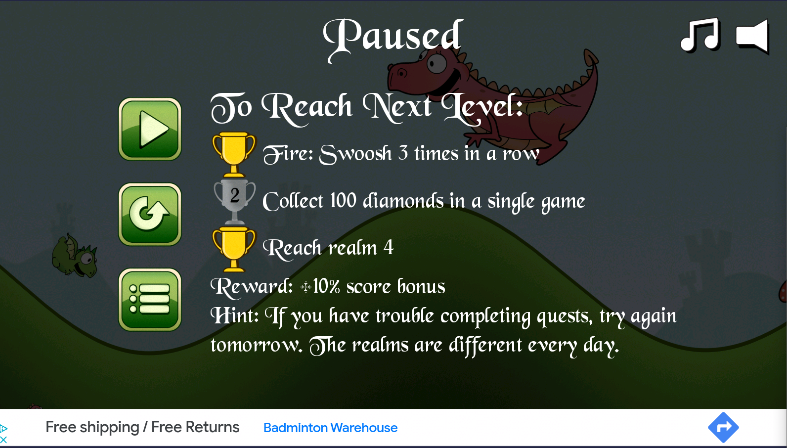 Paused
To Reach Next Level:
Fire: Swoosh 3 times in a row
2 Collect 100 diamonds in a single game
Reach realm 4
Reward: +10% score bonus
Hint: If you have trouble completing quests, try again
tomorrow. The realms are different every day.
Free shipping / Free Returns Badminton Warehouse